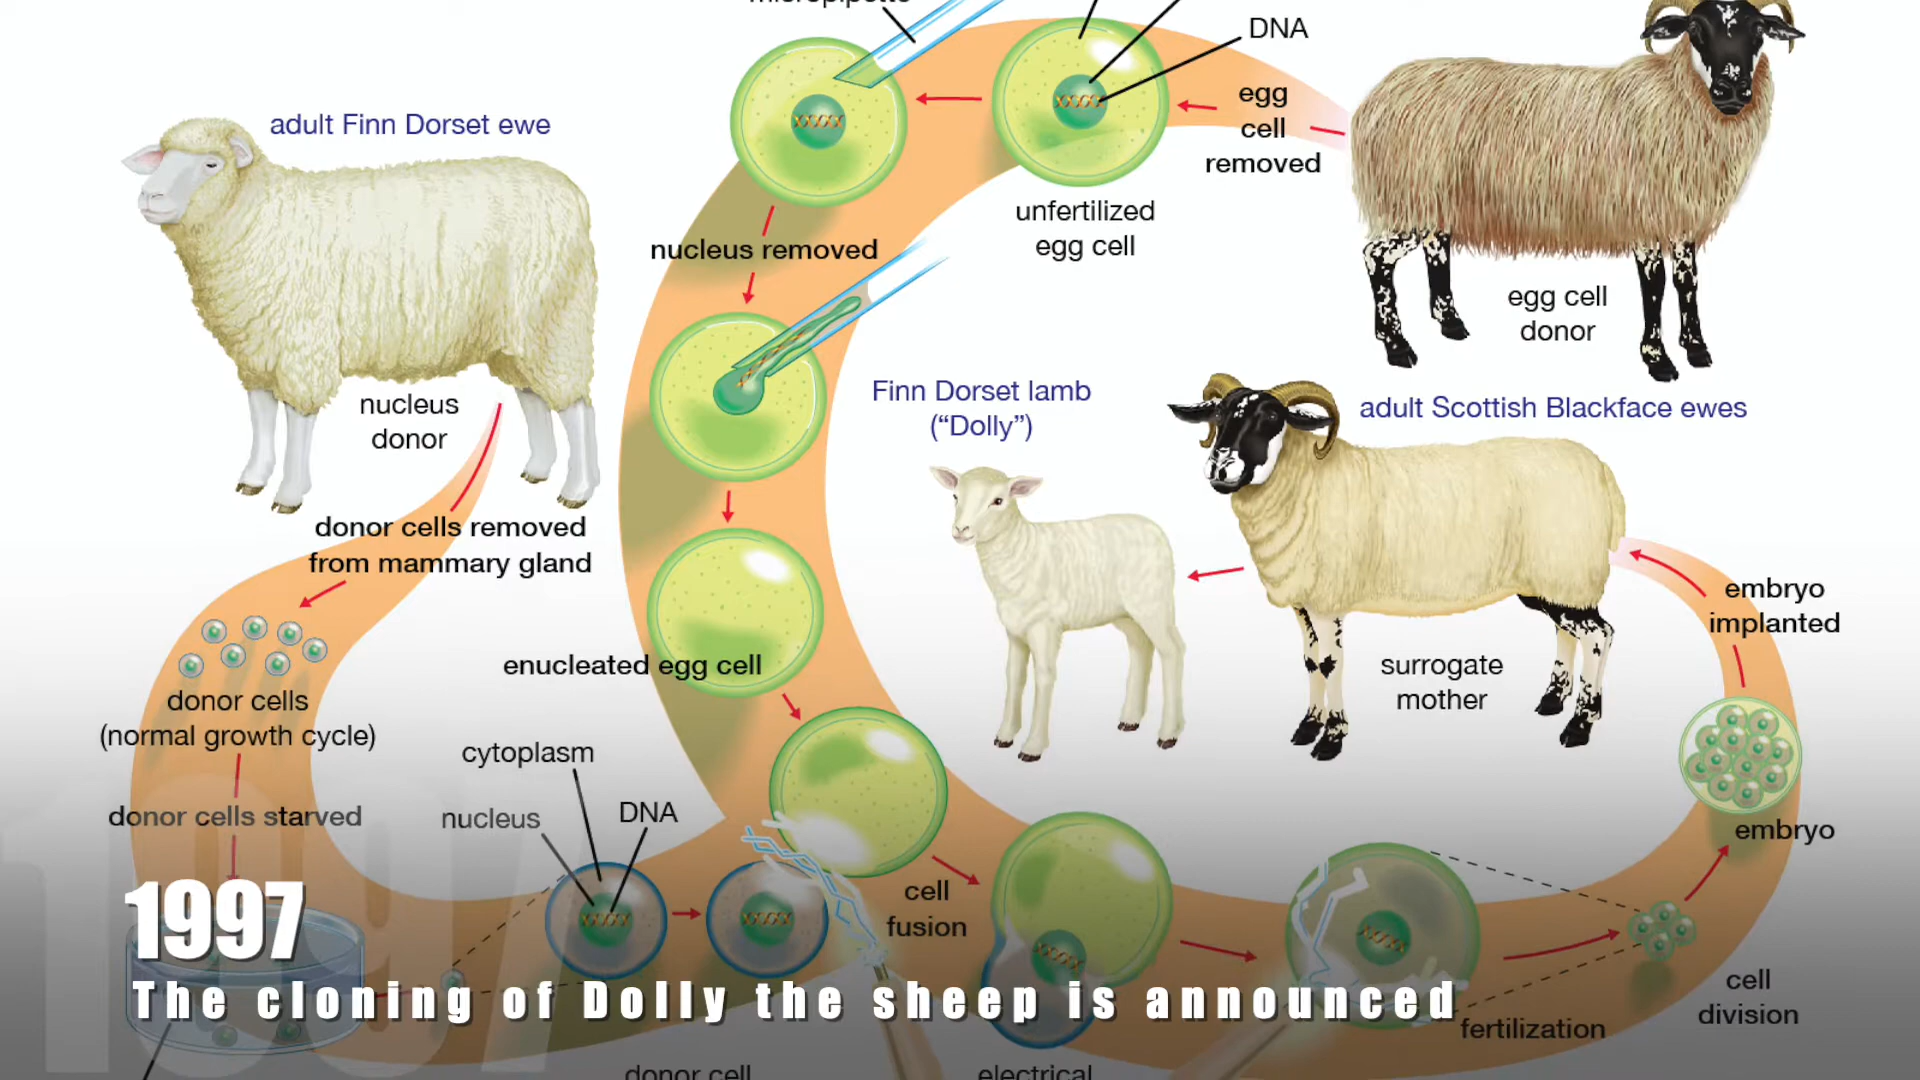 micropipette
DNA
egg
cell
removed
adult Finn Dorset ewe
unfertilized
egg cell
nucleus removed
egg cell
donor
nucleus
donor
Finn Dorset lamb
(“Dolly”)
adult Scottish Blackface ewes
donor cells removed
from mammary gland
embryo
implanted
enucleated egg cell
surrogate
mother
donor cells
(normal growth cycle)
cytoplasm
nucleus
DNA
donor cells starved
embryo
cell
fusion
1997
The cloning of Dolly the sheep is announced
cell
division
fertilization
donor cell
electrical
1997